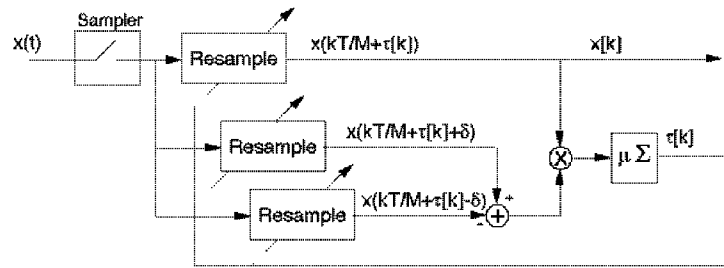 Sampler
x(t)
Resample
x(kT/M+τ[k])
x[k]
Resample
x(kT/M+τ[k]+δ)
+
X
μ Σ
τ[k]
Resample
x(kT/M+τ[k]-δ)
-
+